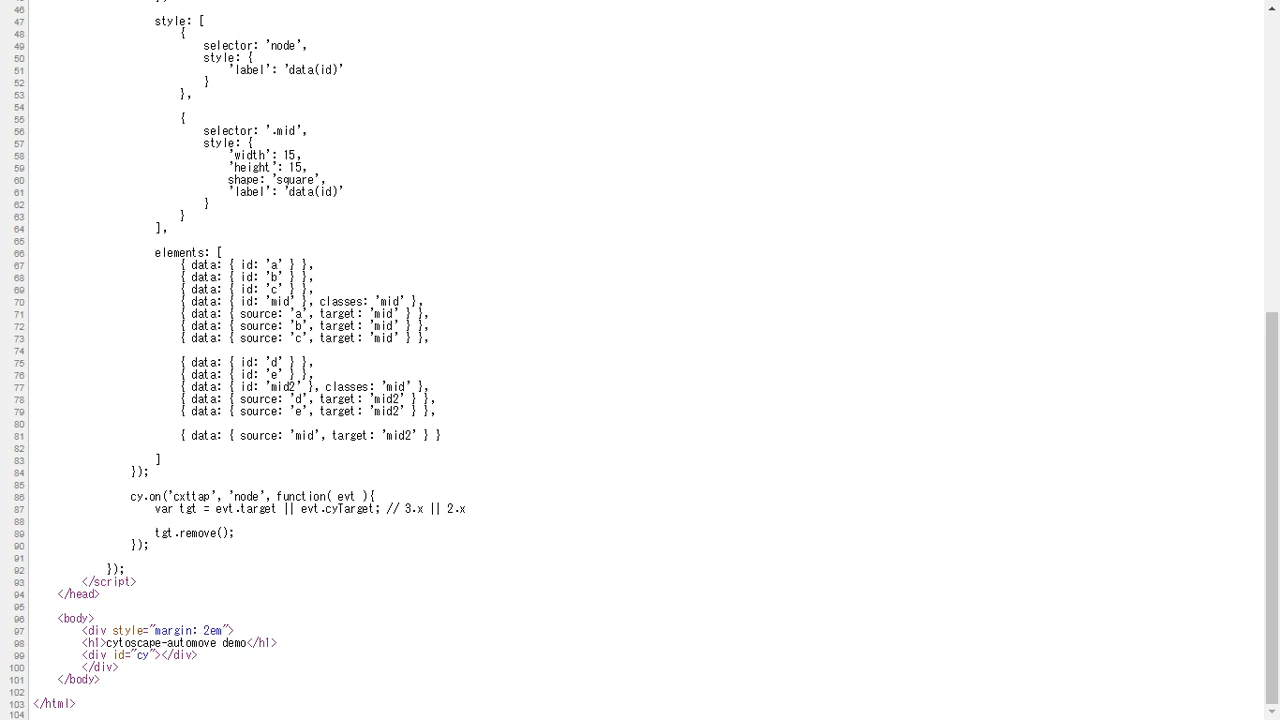 46
47 style: [
48 {
49 selector: 'node',
50 style: {
51 'label': 'data(id)'
52 }
53 },
54
55 {
56 selector: '.mid',
57 style: {
58 'width': 15,
59 'height': 15,
60 shape: 'square',
61 'label': 'data(id)'
62 }
63 }
64 ],
65
66 elements: [
67 { data: { id: 'a' } },
68 { data: { id: 'b' } },
69 { data: { id: 'c' } },
70 { data: { id: 'mid' }, classes: 'mid' },
71 { data: { source: 'a', target: 'mid' } },
72 { data: { source: 'b', target: 'mid' } },
73 { data: { source: 'c', target: 'mid' } },
74
75 { data: { id: 'd' } },
76 { data: { id: 'e' } },
77 { data: { id: 'mid2' }, classes: 'mid' },
78 { data: { source: 'd', target: 'mid2' } },
79 { data: { source: 'e', target: 'mid2' } },
80
81 { data: { source: 'mid', target: 'mid2' } }
82
83 ]
84 });
85
86 cy.on('cxttap', 'node', function( evt ){
87 var tgt = evt.target || evt.cyTarget; // 3.x || 2.x
88
89 tgt.remove();
90 });
91
92 });
93 </script>
94 </head>
95
96 <body>
97 <div style="margin: 2em">
98 <h1>cytoscape-automove demo</h1>
99 <div id="cy"></div>
100 </div>
101 </body>
102
103 </html>
104